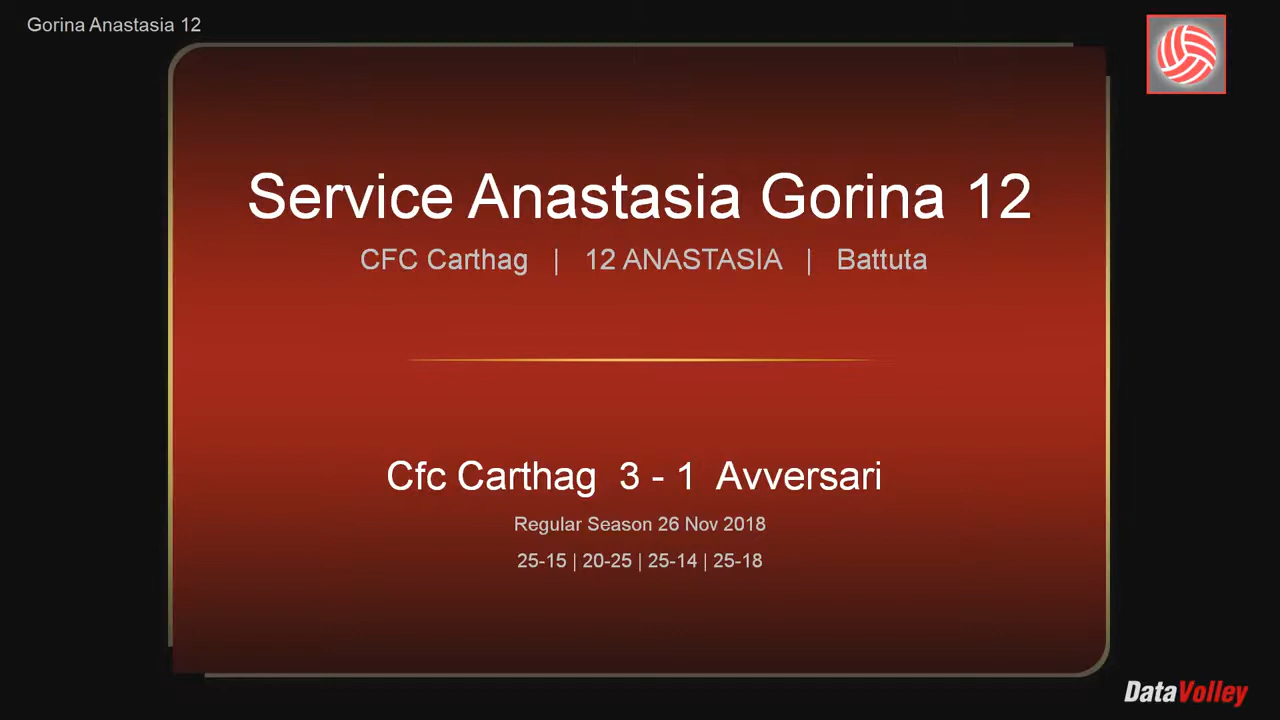 Gorina Anastasia 12
Service Anastasia Gorina 12
CFC Carthag | 12 ANASTASIA | Battuta
Cfc Carthag 3 - 1 Avversari
Regular Season 26 Nov 2018
25-15 | 20-25 | 25-14 | 25-18
DataVolley